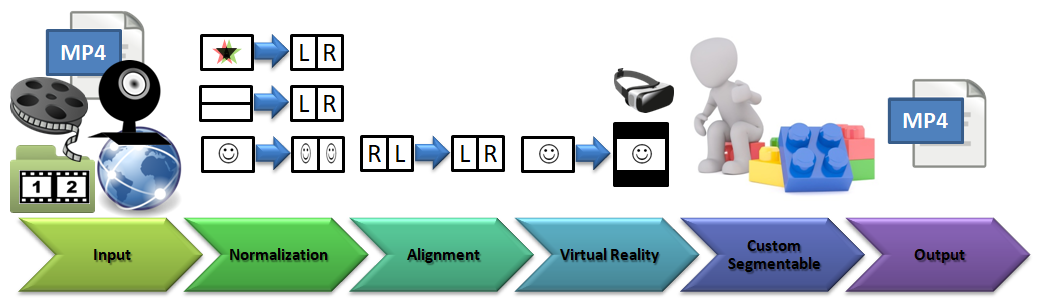 MP4
1 2
L R
L R
R L
L R
MP4
Input
Normalization
Alignment
Virtual Reality
Custom
Segmentable
Output